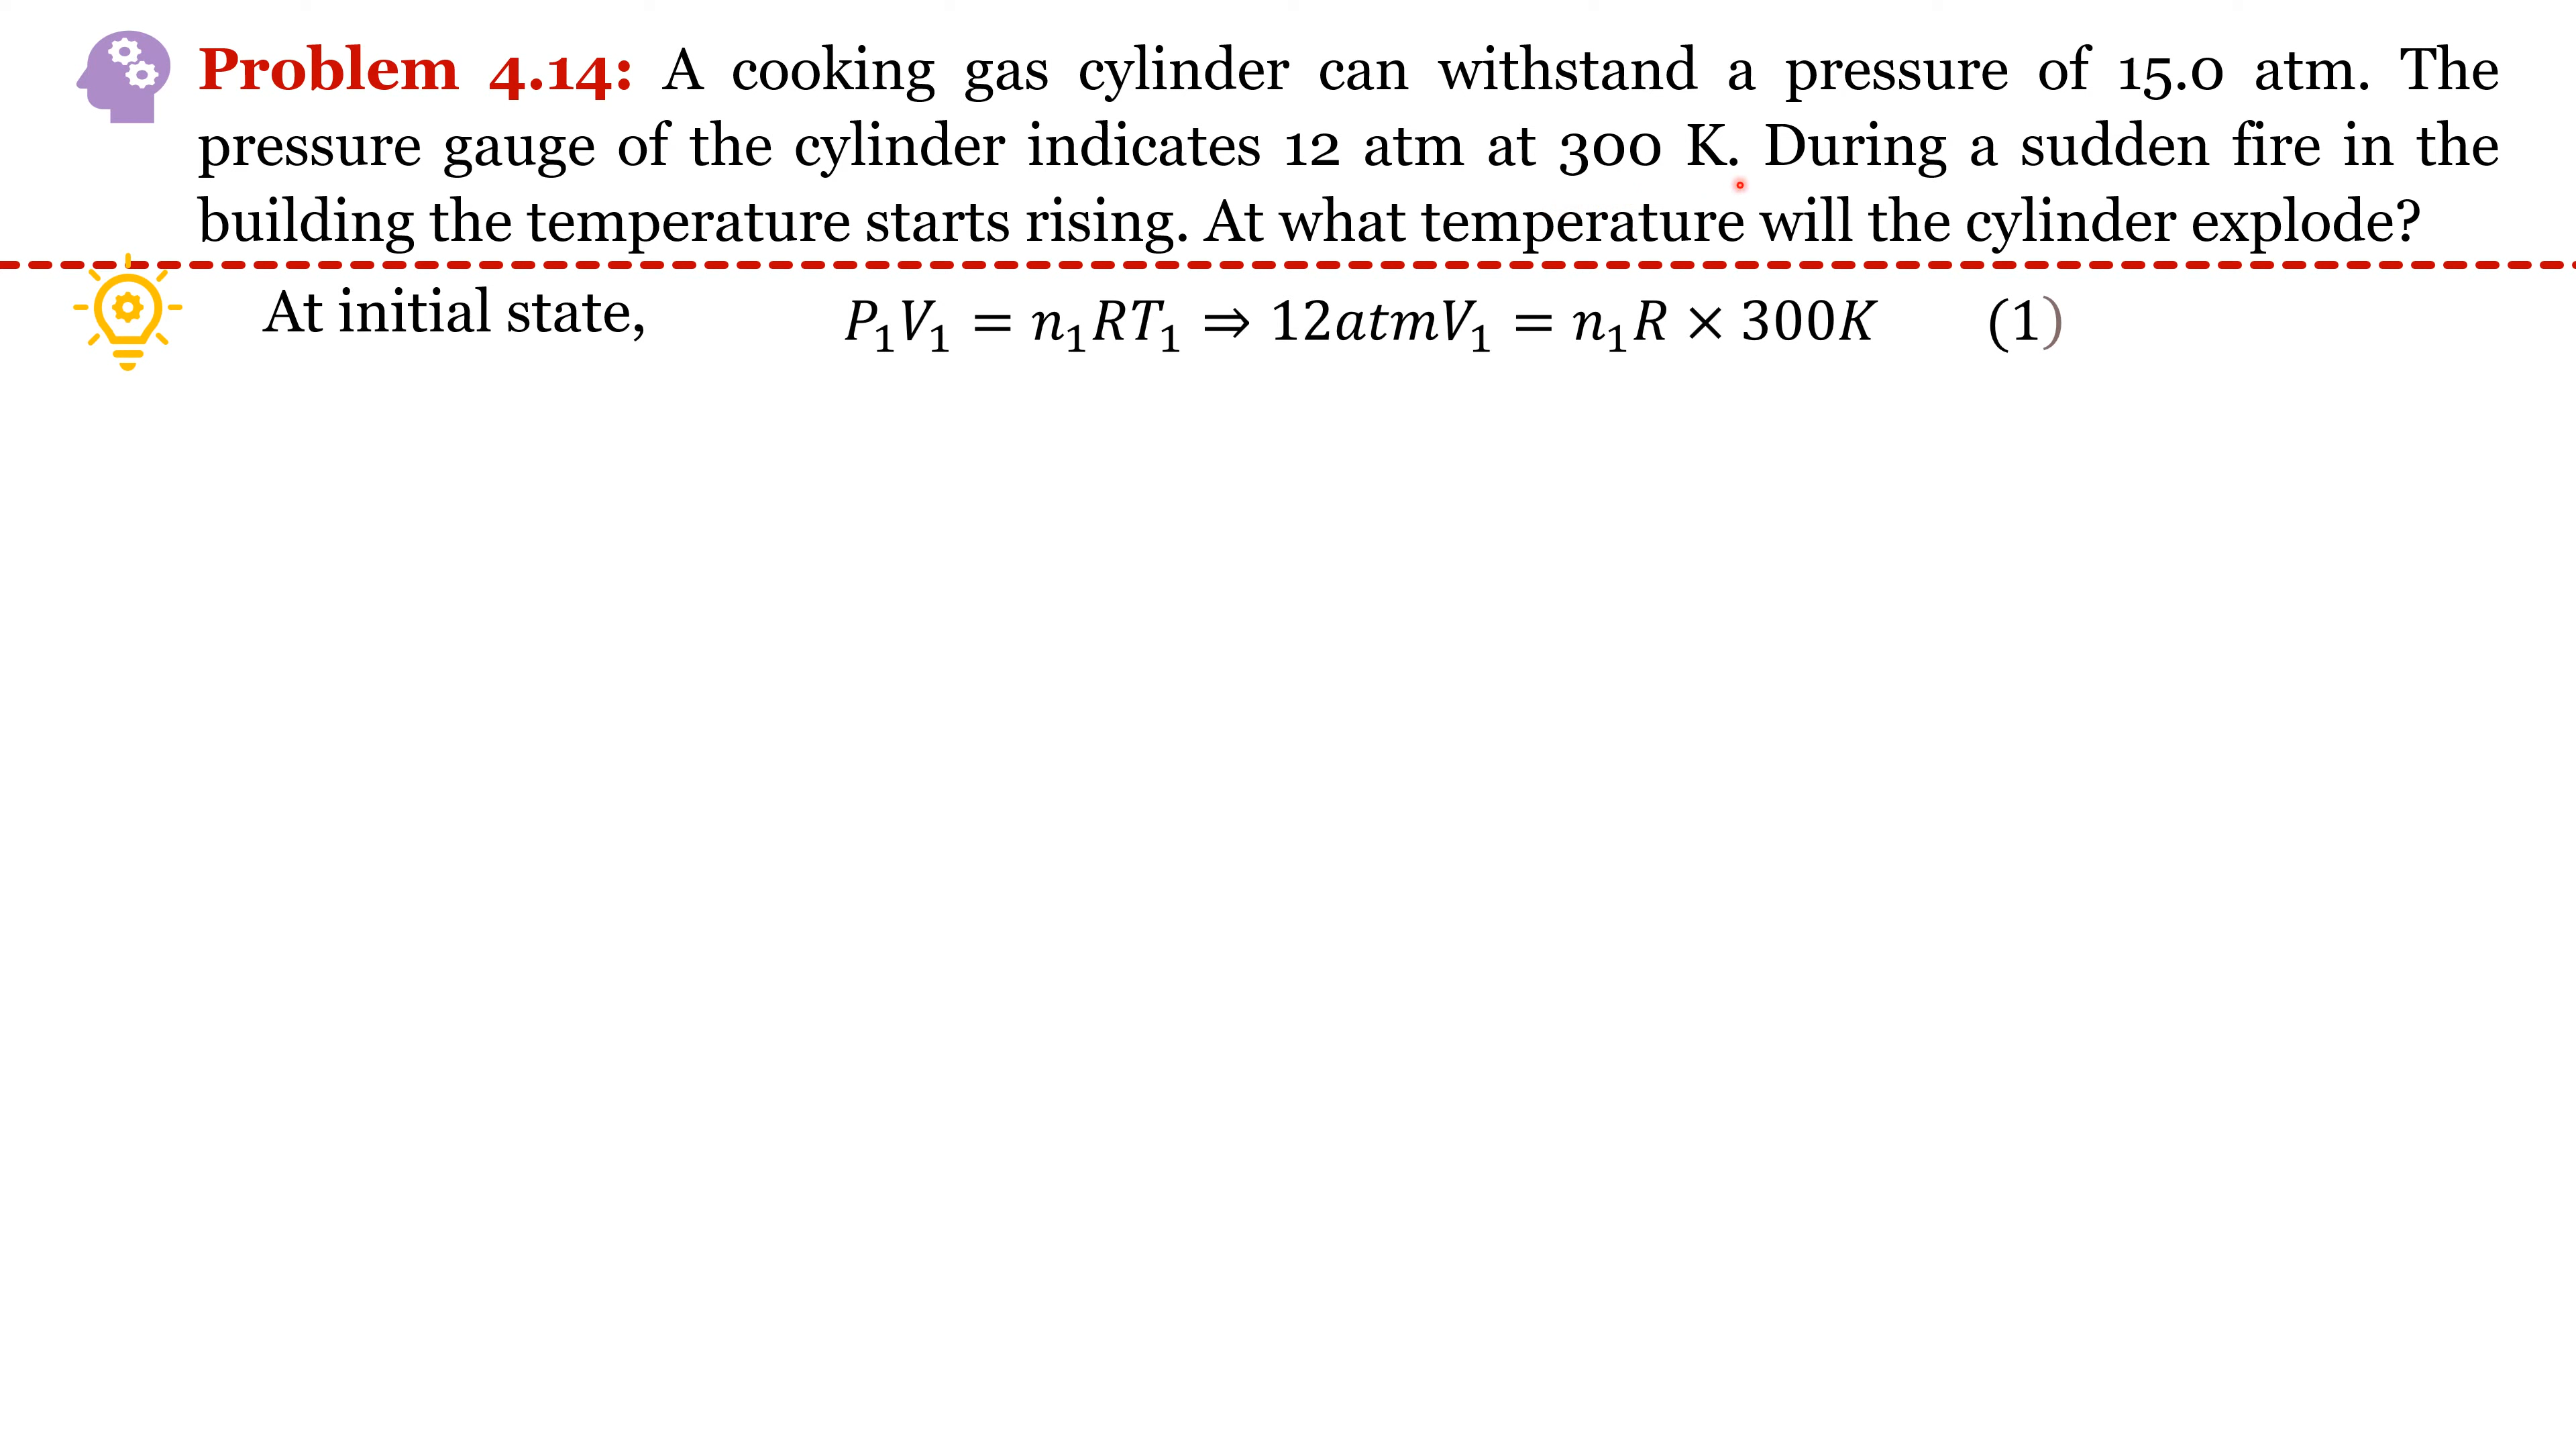 Problem 4.14: A cooking gas cylinder can withstand a pressure of 15.0 atm. The
pressure gauge of the cylinder indicates 12 atm at 300 K. During a sudden fire in the
building the temperature starts rising. At what temperature will the cylinder explode?
At initial state, P₁V₁ = n₁RT₁ ⇒ 12atmV₁ = n₁R × 300K (1)